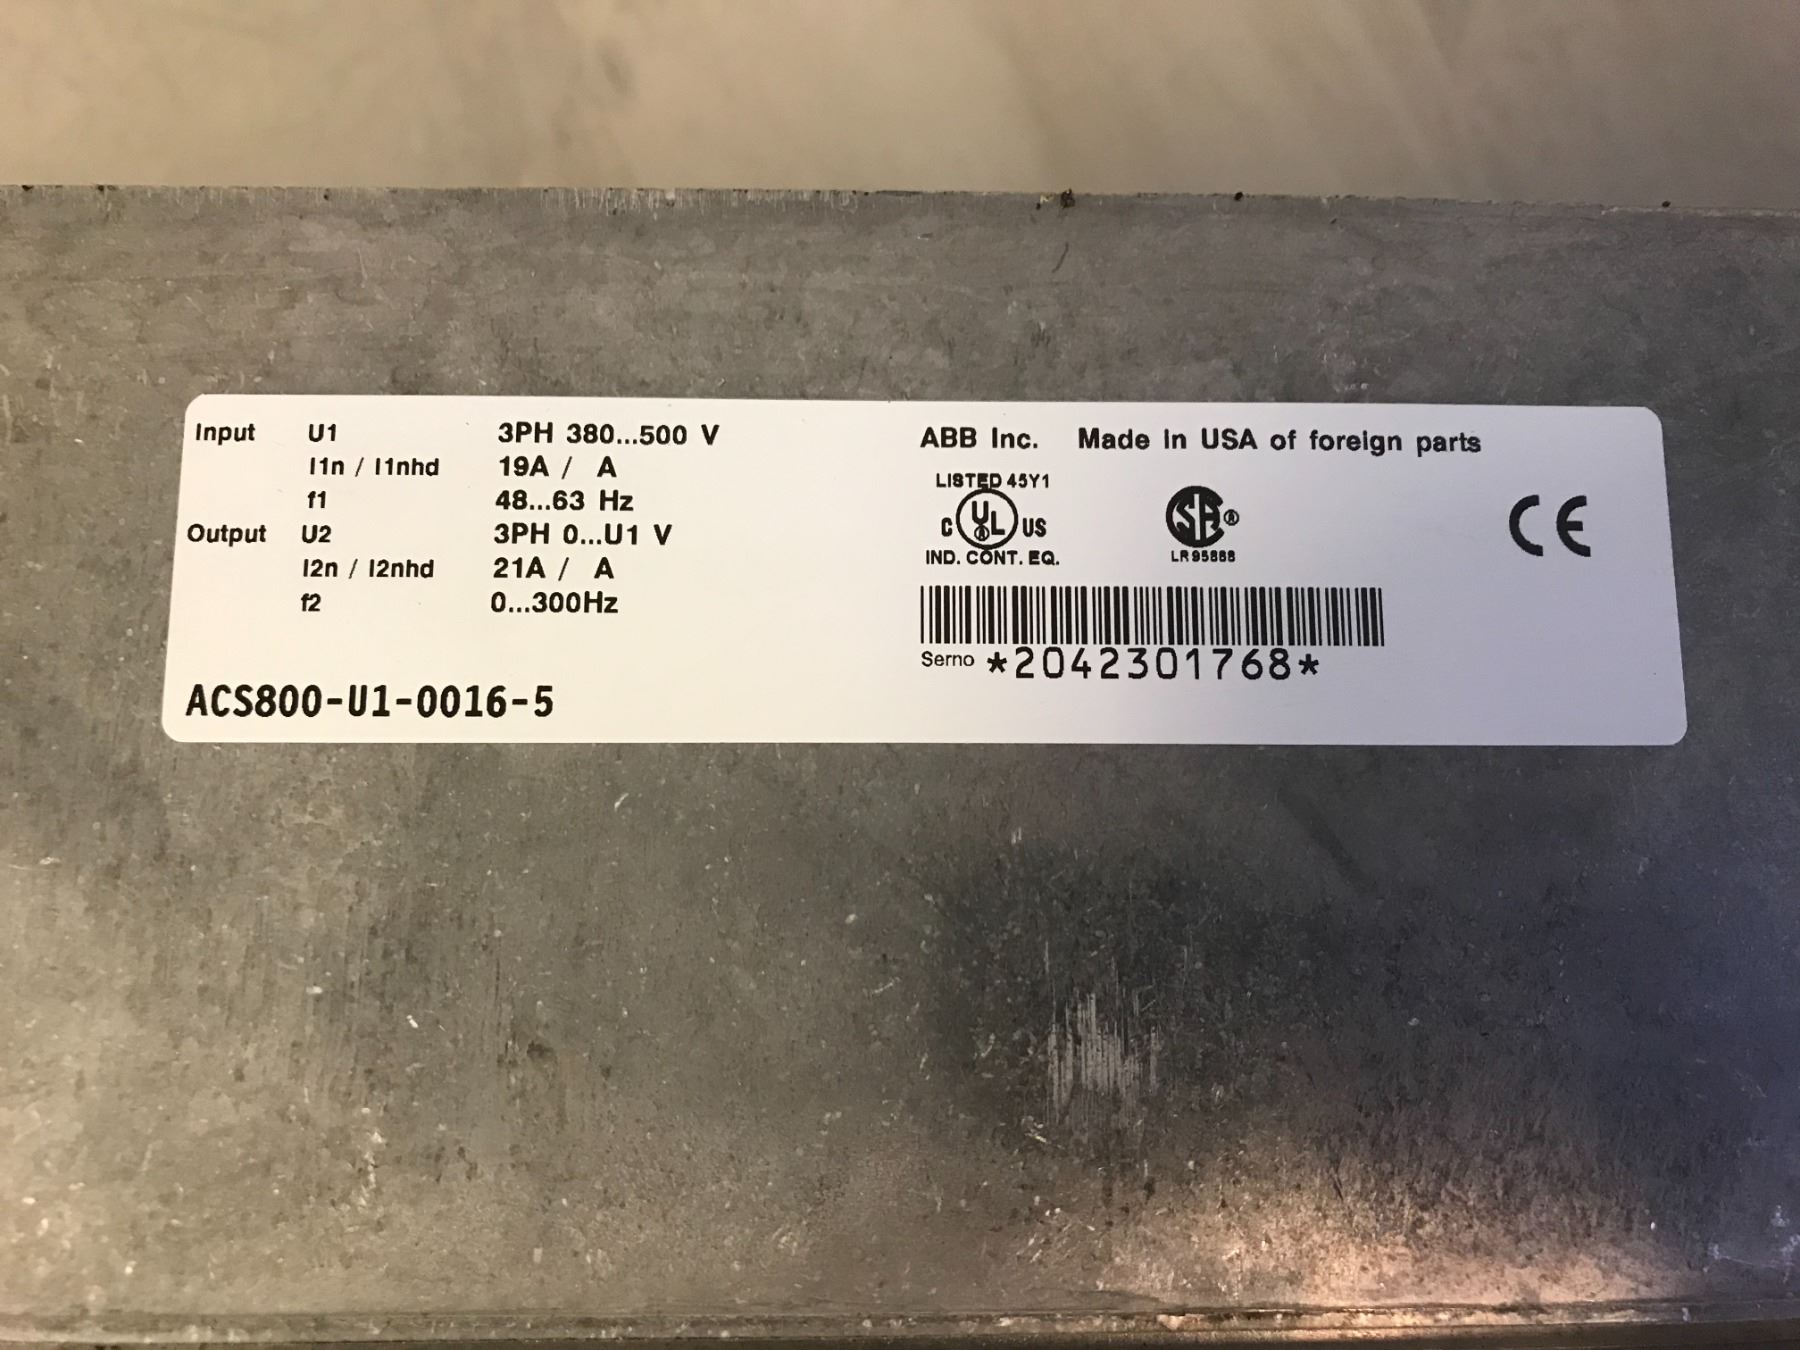 Input U1 3PH 380...500 V
I1n / I1nhd 19A / A
f1 48...63 Hz
Output U2 3PH 0...U1 V
I2n / I2nhd 21A / A
f2 0...300Hz
ACS800-U1-0016-5
ABB Inc. Made in USA of foreign parts
LISTED 45Y1
C UL ® US
IND. CONT. EQ.
SA ®
LR95888
CE
Serno *2042301768*